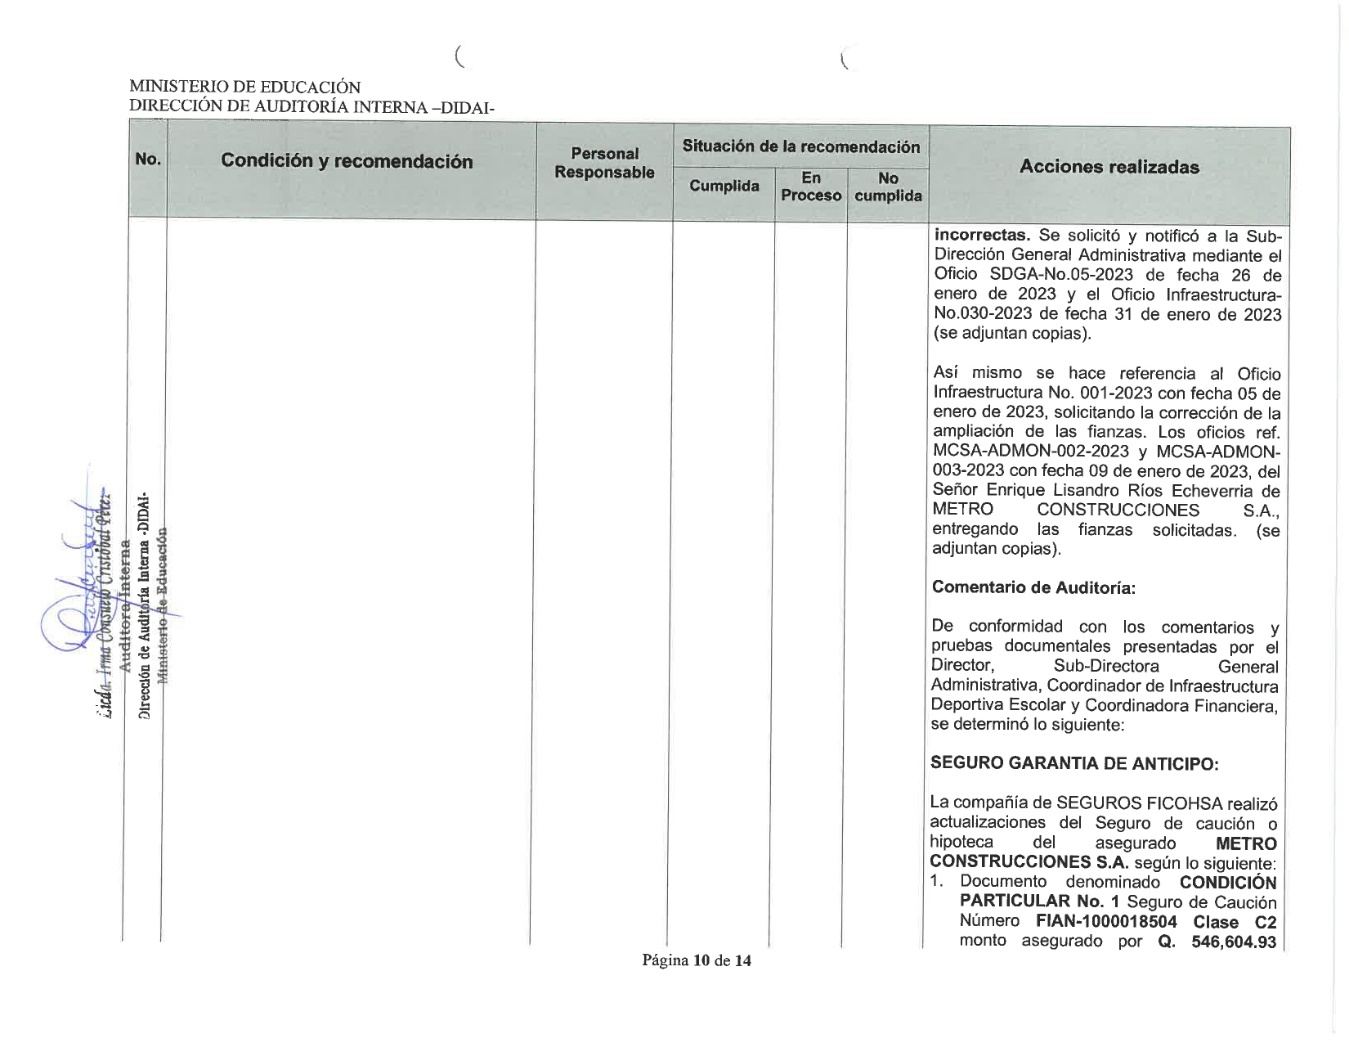 MINISTERIO DE EDUCACIÓN
DIRECCIÓN DE AUDITORÍA INTERNA –DIDAI-
No.
Condición y recomendación
Personal
Responsable
Situación de la recomendación
Cumplida
En
Proceso
No
cumplida
Acciones realizadas
incorrectas. Se solicitó y notificó a la Sub-
Dirección General Administrativa mediante el
Oficio SDGA-No.05-2023 de fecha 26 de
enero de 2023 y el Oficio Infraestructura-
No.030-2023 de fecha 31 de enero de 2023
(se adjuntan copias).
Así mismo se hace referencia al Oficio
Infraestructura No. 001-2023 con fecha 05 de
enero de 2023, solicitando la corrección de la
ampliación de las fianzas. Los oficios ref.
MCSA-ADMON-002-2023 y MCSA-ADMON-
003-2023 con fecha 09 de enero de 2023, del
Señor Enrique Lisandro Ríos Echeverria de
METRO CONSTRUCCIONES S.A.,
entregando las fianzas solicitadas. (se
adjuntan copias).
Comentario de Auditoría:
De conformidad con los comentarios y
pruebas documentales presentadas por el
Director, Sub-Directora General
Administrativa, Coordinador de Infraestructura
Deportiva Escolar y Coordinadora Financiera,
se determinó lo siguiente:
SEGURO GARANTIA DE ANTICIPO:
La compañía de SEGUROS FICOHSA realizó
actualizaciones del Seguro de caución o
hipoteca del asegurado METRO
CONSTRUCCIONES S.A. según lo siguiente:
1. Documento denominado CONDICIÓN
PARTICULAR No. 1 Seguro de Caución
Número FIAN-1000018504 Clase C2
monto asegurado por Q. 546,604.93
Licda. Irma Consuelo Cristóbal Pérez
Auditora Interna
Dirección de Auditoría Interna -DIDAI-
Ministerio de Educación
Página 10 de 14